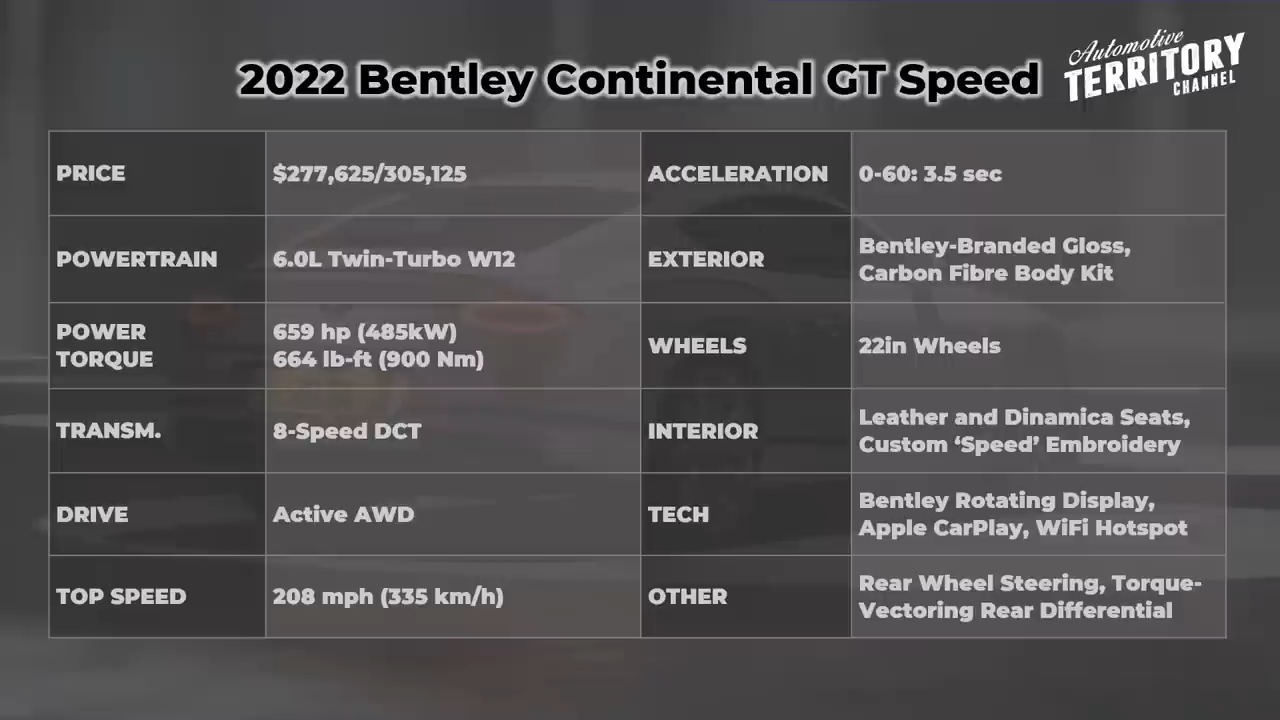 2022 Bentley Continental GT Speed
Automotive
TERRITORY
CHANNEL
PRICE
$277,625/305,125
ACCELERATION
0-60: 3.5 sec
POWERTRAIN
6.0L Twin-Turbo W12
EXTERIOR
Bentley-Branded Gloss,
Carbon Fibre Body Kit
POWER
TORQUE
659 hp (485kW)
664 lb-ft (900 Nm)
WHEELS
22in Wheels
TRANSM.
8-Speed DCT
INTERIOR
Leather and Dinamica Seats,
Custom ‘Speed’ Embroidery
DRIVE
Active AWD
TECH
Bentley Rotating Display,
Apple CarPlay, WiFi Hotspot
TOP SPEED
208 mph (335 km/h)
OTHER
Rear Wheel Steering, Torque-
Vectoring Rear Differential